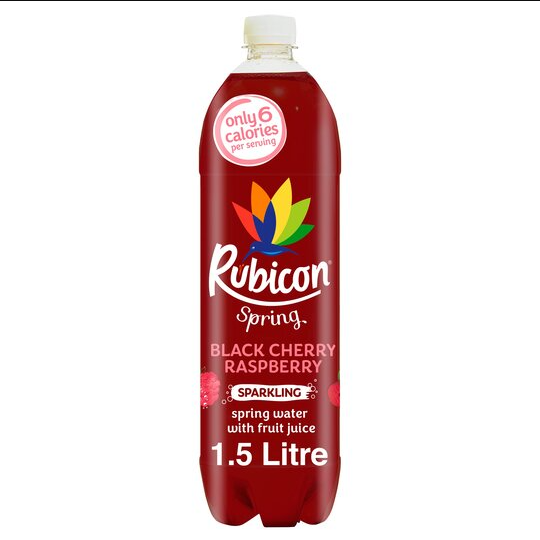 only 6
calories
per serving
Rubicon®
Spring
BLACK CHERRY
RASPBERRY
SPARKLING
spring water
with fruit juice
1.5 Litre